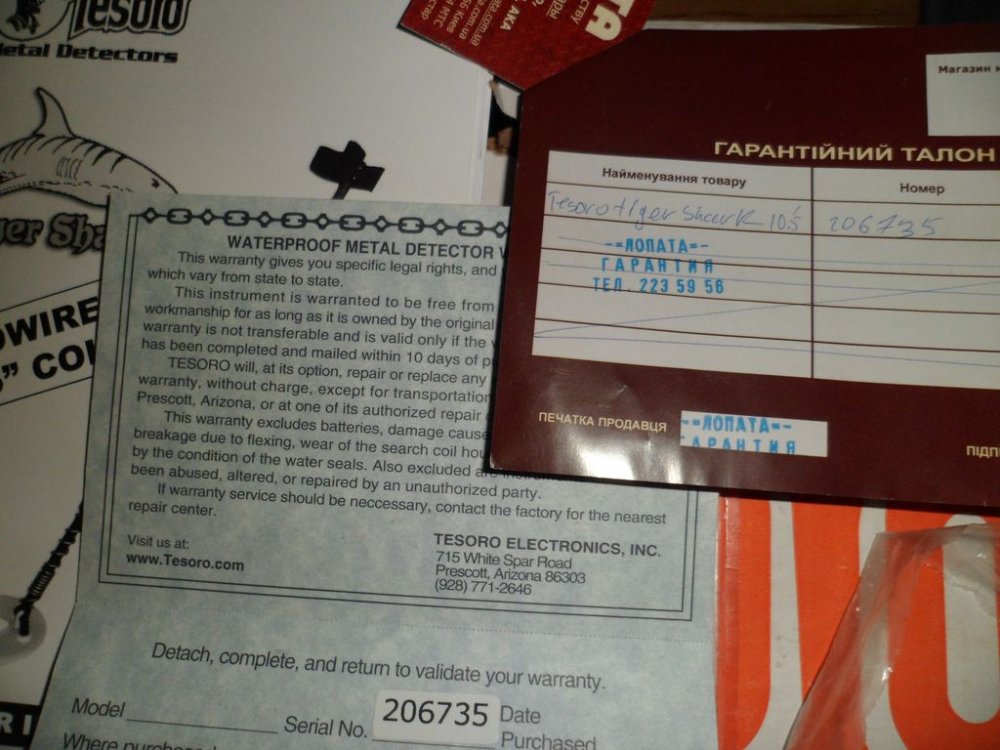 Tesoro
Metal Detectors
WATERPROOF METAL DETECTOR
This warranty gives you specific legal rights, and
which vary from state to state.
This instrument is warranted to be free from
workmanship for as long as it is owned by the original
warranty is not transferable and is valid only if the
has been completed and mailed within 10 days of
TESORO will, at its option, repair or replace any
warranty, without charge, except for transportation
Prescott, Arizona, or at one of its authorized repair
This warranty excludes batteries, damage cause
breakage due to flexing, wear of the search coil
by the condition of the water seals. Also excluded
been abused, altered, or repaired by an unauthorized party.
If warranty service should be neccessary, contact the factory for the nearest
repair center.
Visit us at:
www.Tesoro.com
TESORO ELECTRONICS, INC.
715 White Spar Road
Prescott, Arizona 86303
(928) 771-2646
Detach, complete, and return to validate your warranty.
Model
Serial No. 206735 Date
Purchased
Where
АКА
МТС
Магазин
ГАРАНТІЙНИЙ ТАЛОН
Найменування товару
Номер
Tesoro tiger Shark 10.5 206735
-=ЛОПАТА=-
ГАРАНТИЯ
ТЕЛ. 223 59 56
ПЕЧАТКА ПРОДАВЦЯ
-=ЛОПАТА=-
ГАРАНТИЯ